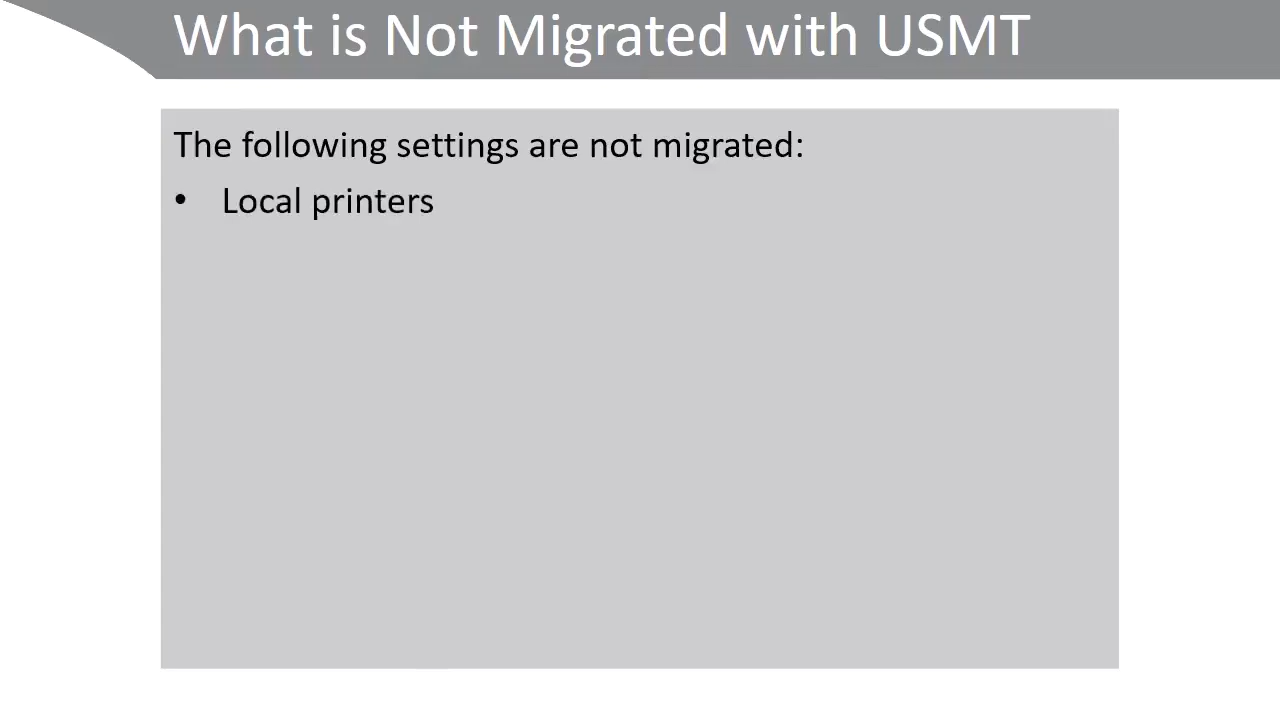 What is Not Migrated with USMT
The following settings are not migrated:
• Local printers